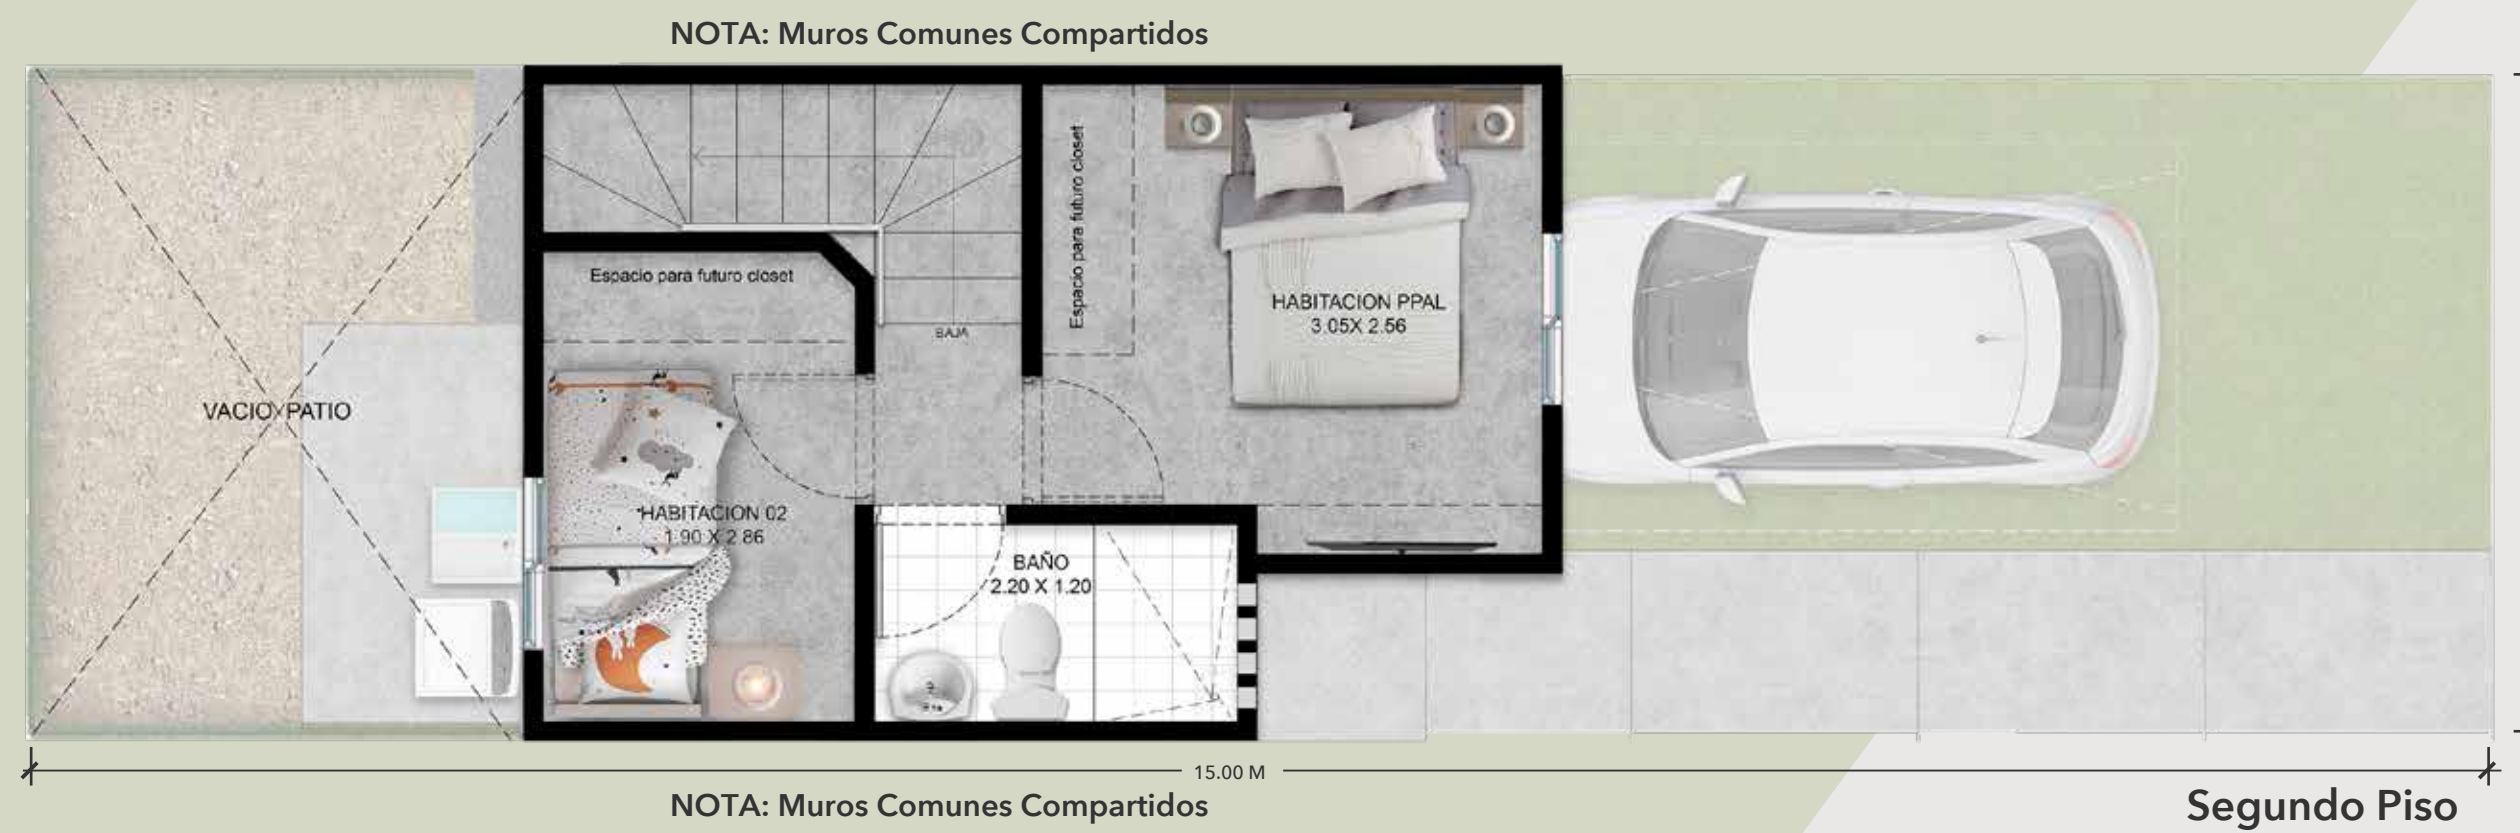 NOTA: Muros Comunes Compartidos
Espacio para futuro closet
Espacio para futuro closet
HABITACION PPAL
3.05X 2.56
BAJA
VACIO PATIO
HABITACION 02
1.90 X 2.86
BAÑO
2.20 X 1.20
15.00 M
NOTA: Muros Comunes Compartidos
Segundo Piso